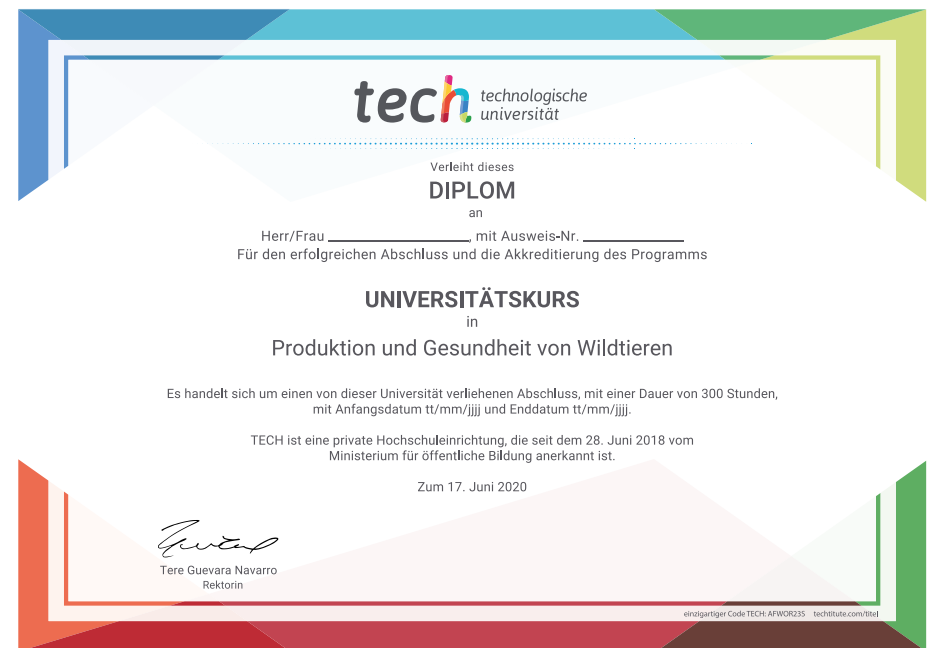 tech technologische
universität
Verleiht dieses
DIPLOM
an
Herr/Frau ____________________, mit Ausweis-Nr. ______________
Für den erfolgreichen Abschluss und die Akkreditierung des Programms
UNIVERSITÄTSKURS
in
Produktion und Gesundheit von Wildtieren
Es handelt sich um einen von dieser Universität verliehenen Abschluss, mit einer Dauer von 300 Stunden,
mit Anfangsdatum tt/mm/jjjj und Enddatum tt/mm/jjjj.
TECH ist eine private Hochschuleinrichtung, die seit dem 28. Juni 2018 vom
Ministerium für öffentliche Bildung anerkannt ist.
Zum 17. Juni 2020
Tere Guevara Navarro
Rektorin
einzigartiger Code TECH: AFWOR23S techtitute.com/titel